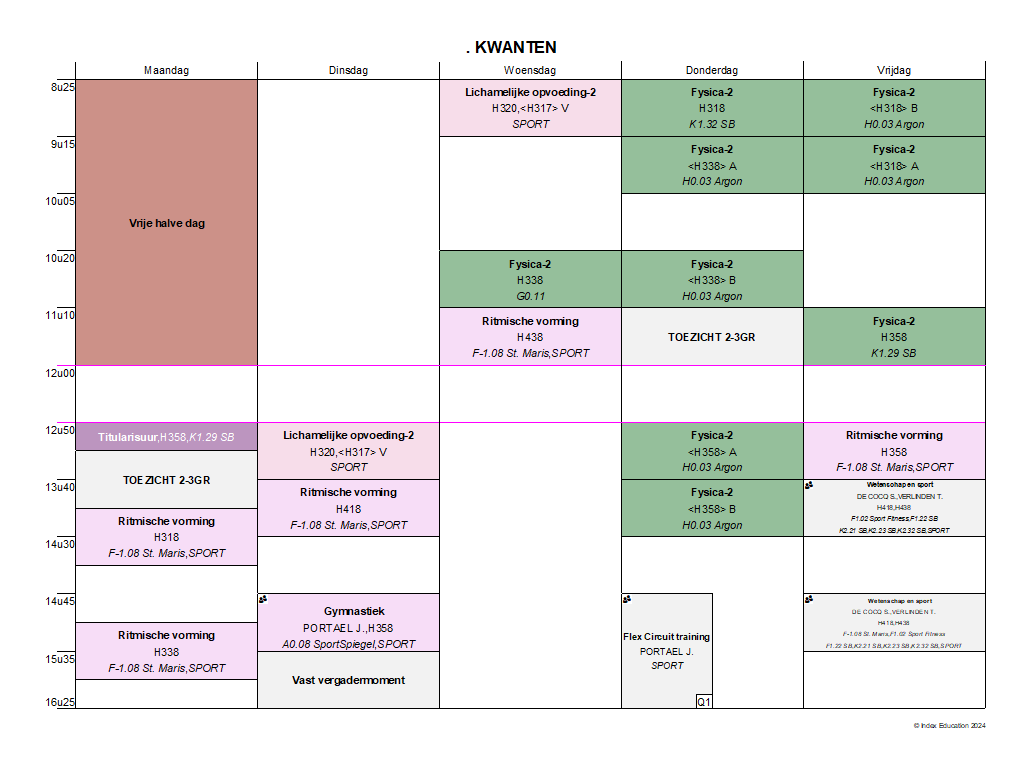 . KWANTEN
Maandag
Dinsdag
Woensdag
Donderdag
Vrijdag
8u25
9u15
10u05
10u20
11u10
12u00
12u50
13u40
14u30
14u45
15u35
16u25
Vrije halve dag
Titularisuur,H358,K1.29 SB
TOEZICHT 2-3GR
Ritmische vorming
H318
F-1.08 St. Maris,SPORT
Ritmische vorming
H338
F-1.08 St. Maris,SPORT
Lichamelijke opvoeding-2
H320,<H317> V
SPORT
Ritmische vorming
H418
F-1.08 St. Maris,SPORT
Gymnastiek
PORTAEL J.,H358
A0.08 SportSpiegel,SPORT
Vast vergadermoment
Lichamelijke opvoeding-2
H320,<H317> V
SPORT
Fysica-2
H338
G0.11
Ritmische vorming
H438
F-1.08 St. Maris,SPORT
Fysica-2
H318
K1.32 SB
Fysica-2
<H338> A
H0.03 Argon
Fysica-2
<H338> B
H0.03 Argon
TOEZICHT 2-3GR
Fysica-2
<H358> A
H0.03 Argon
Fysica-2
<H358> B
H0.03 Argon
Flex Circuit training
PORTAEL J.
SPORT
Q1
Fysica-2
<H318> B
H0.03 Argon
Fysica-2
<H318> A
H0.03 Argon
Fysica-2
H358
K1.29 SB
Ritmische vorming
H358
F-1.08 St. Maris,SPORT
Wetenschap en sport
DE COCQ S.,VERLINDEN T.
H418,H438
F1.02 Sport Fitness,F1.22 SB
K2.21 SB,K2.23 SB,K2.32 SB,SPORT
Wetenschap en sport
DE COCQ S.,VERLINDEN T.
H418,H438
F-1.08 St. Maris,F1.02 Sport Fitness
F1.22 SB,K2.21 SB,K2.23 SB,K2.32 SB,SPORT
© Index Education 2024